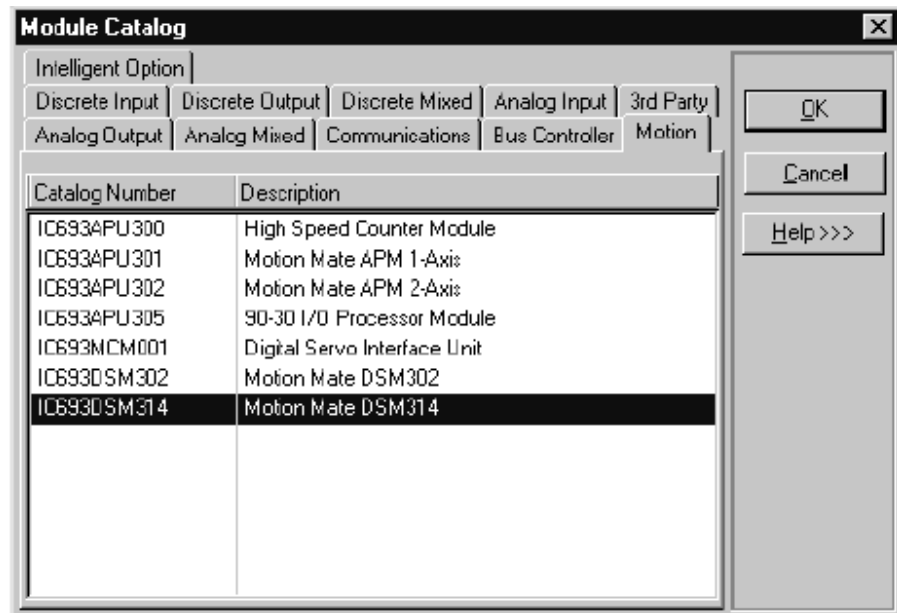 Module Catalog
Intelligent Option
Discrete Input Discrete Output Discrete Mixed Analog Input 3rd Party
Analog Output Analog Mixed Communications Bus Controller Motion
OK
Cancel
Help >>>
Catalog Number Description
IC693APU300 High Speed Counter Module
IC693APU301 Motion Mate APM 1-Axis
IC693APU302 Motion Mate APM 2-Axis
IC693APU305 90-30 I/O Processor Module
IC693MCM001 Digital Servo Interface Unit
IC693DSM302 Motion Mate DSM302
IC693DSM314 Motion Mate DSM314